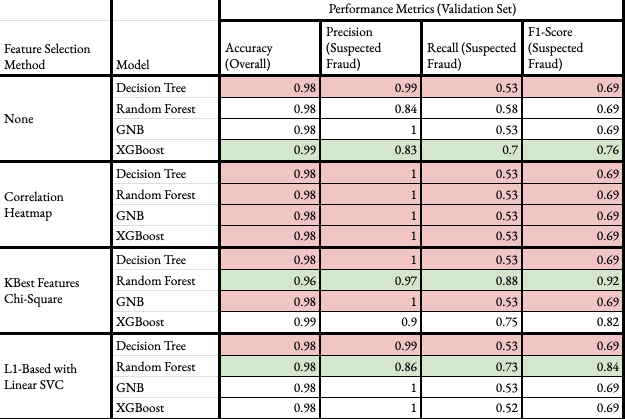 Performance Metrics (Validation Set)
Feature Selection Method | Model | Accuracy (Overall) | Precision (Suspected Fraud) | Recall (Suspected Fraud) | F1-Score (Suspected Fraud)
None | Decision Tree | 0.98 | 0.99 | 0.53 | 0.69
Random Forest | 0.98 | 0.84 | 0.58 | 0.69
GNB | 0.98 | 1 | 0.53 | 0.69
XGBoost | 0.99 | 0.83 | 0.7 | 0.76
Correlation Heatmap | Decision Tree | 0.98 | 1 | 0.53 | 0.69
Random Forest | 0.98 | 1 | 0.53 | 0.69
GNB | 0.98 | 1 | 0.53 | 0.69
XGBoost | 0.98 | 1 | 0.53 | 0.69
KBest Features Chi-Square | Decision Tree | 0.98 | 1 | 0.53 | 0.69
Random Forest | 0.96 | 0.97 | 0.88 | 0.92
GNB | 0.98 | 1 | 0.53 | 0.69
XGBoost | 0.99 | 0.9 | 0.75 | 0.82
L1-Based with Linear SVC | Decision Tree | 0.98 | 0.99 | 0.53 | 0.69
Random Forest | 0.98 | 0.86 | 0.73 | 0.84
GNB | 0.98 | 1 | 0.53 | 0.69
XGBoost | 0.98 | 1 | 0.52 | 0.69